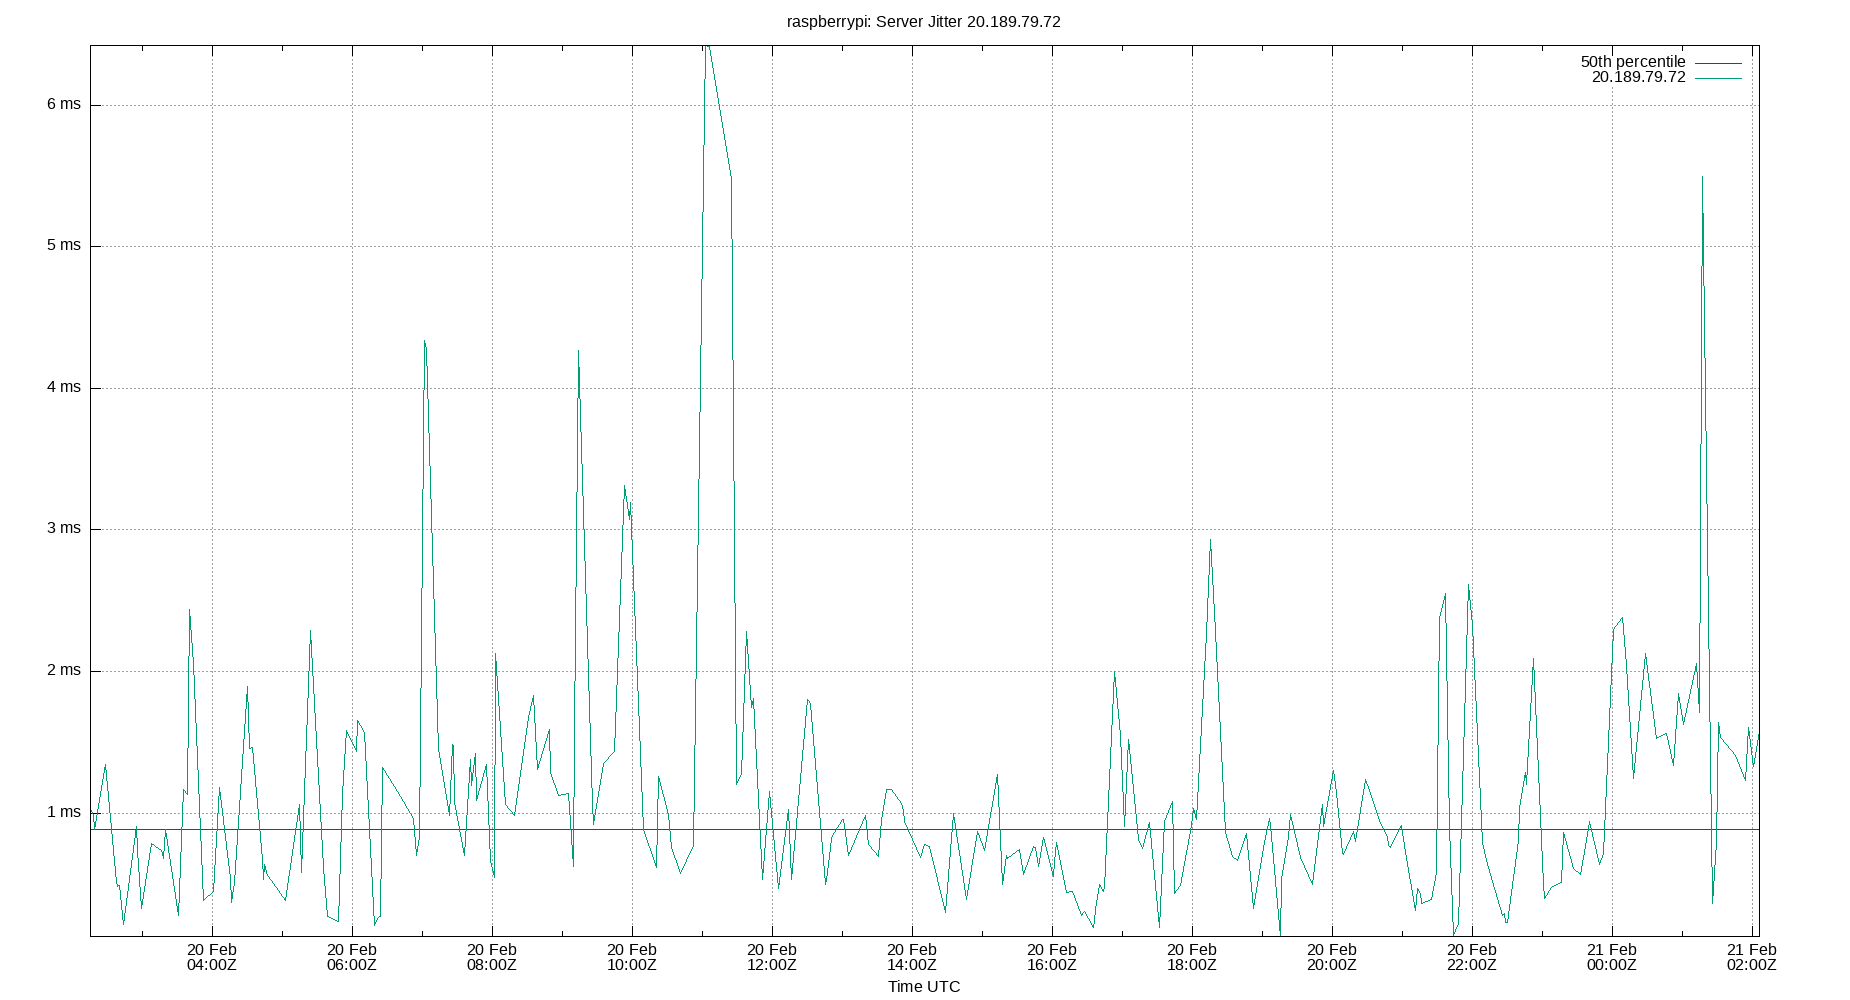 raspberrypi: Server Jitter 20.189.79.72
50th percentile
20.189.79.72
6 ms
5 ms
4 ms
3 ms
2 ms
1 ms
20 Feb 20 Feb 20 Feb 20 Feb 20 Feb 20 Feb 20 Feb 20 Feb 20 Feb 20 Feb 21 Feb 21 Feb
04:00Z 06:00Z 08:00Z 10:00Z 12:00Z 14:00Z 16:00Z 18:00Z 20:00Z 22:00Z 00:00Z 02:00Z
Time UTC